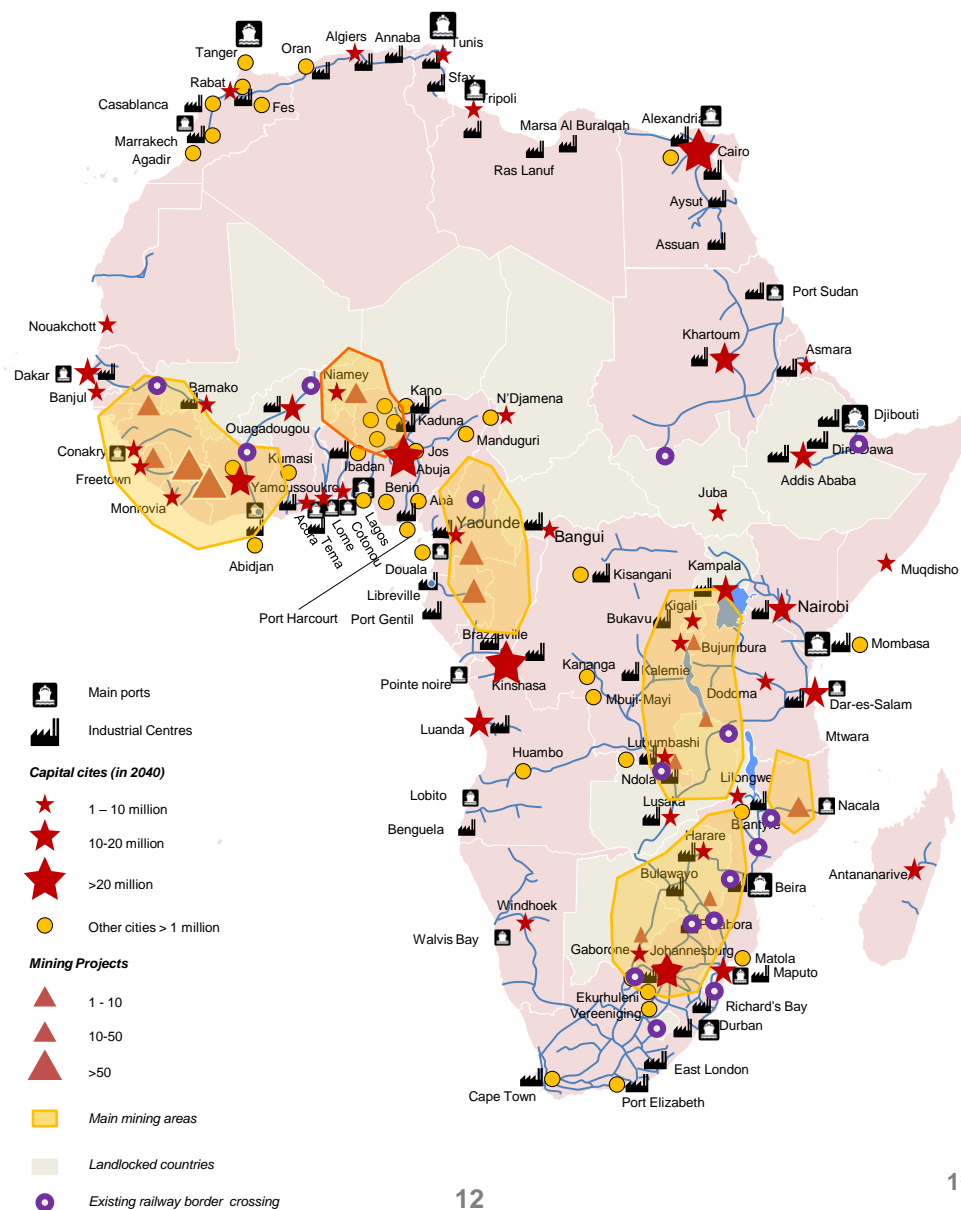 Algiers
Annaba
Tunis
Oran
Tanger
Sfax
Rabat
Tripoli
Casablanca
Fes
Alexandria
Marsa Al Buralqah
Marrakech
Cairo
Agadir
Ras Lanuf
Aysut
Assuan
Port Sudan
Nouakchott
Khartoum
Asmara
Dakar
Niamey
Bamako
Kano
N'Djamena
Banjul
Djibouti
Ouagadougou
Kaduna
Manduguri
Dire Dawa
Conakry
Kumasi
Jos
Ibadan
Abuja
Addis Ababa
Freetown
Yamoussoukro
Benin
Abà
Juba
Monrovia
Accra
Tema
Lome
Cotonou
Lagos
Yaounde
Bangui
Abidjan
Douala
Kisangani
Kampala
Muqdisho
Libreville
Kigali
Nairobi
Port Harcourt
Port Gentil
Bukavu
Brazzaville
Bujumbura
Mombasa
Kananga
Kalemie
Pointe noire
Kinshasa
Dodoma
Main ports
Mbuji-Mayi
Dar-es-Salam
Industrial Centres
Luanda
Mtwara
Lubumbashi
Huambo
Capital cites (in 2040)
Ndola
Lilongwe
1 – 10 million
Lobito
Lusaka
Nacala
Blantyre
Benguela
10-20 million
Harare
Bulawayo
Antananarive
>20 million
Beira
Windhoek
Other cities > 1 million
Walvis Bay
Gaborone
Johannesburg
Matola
Mining Projects
Maputo
Ekurhuleni
1 - 10
Vereeniging
Richard's Bay
Durban
10-50
East London
>50
Cape Town
Port Elizabeth
Main mining areas
Landlocked countries
Existing railway border crossing
12
1